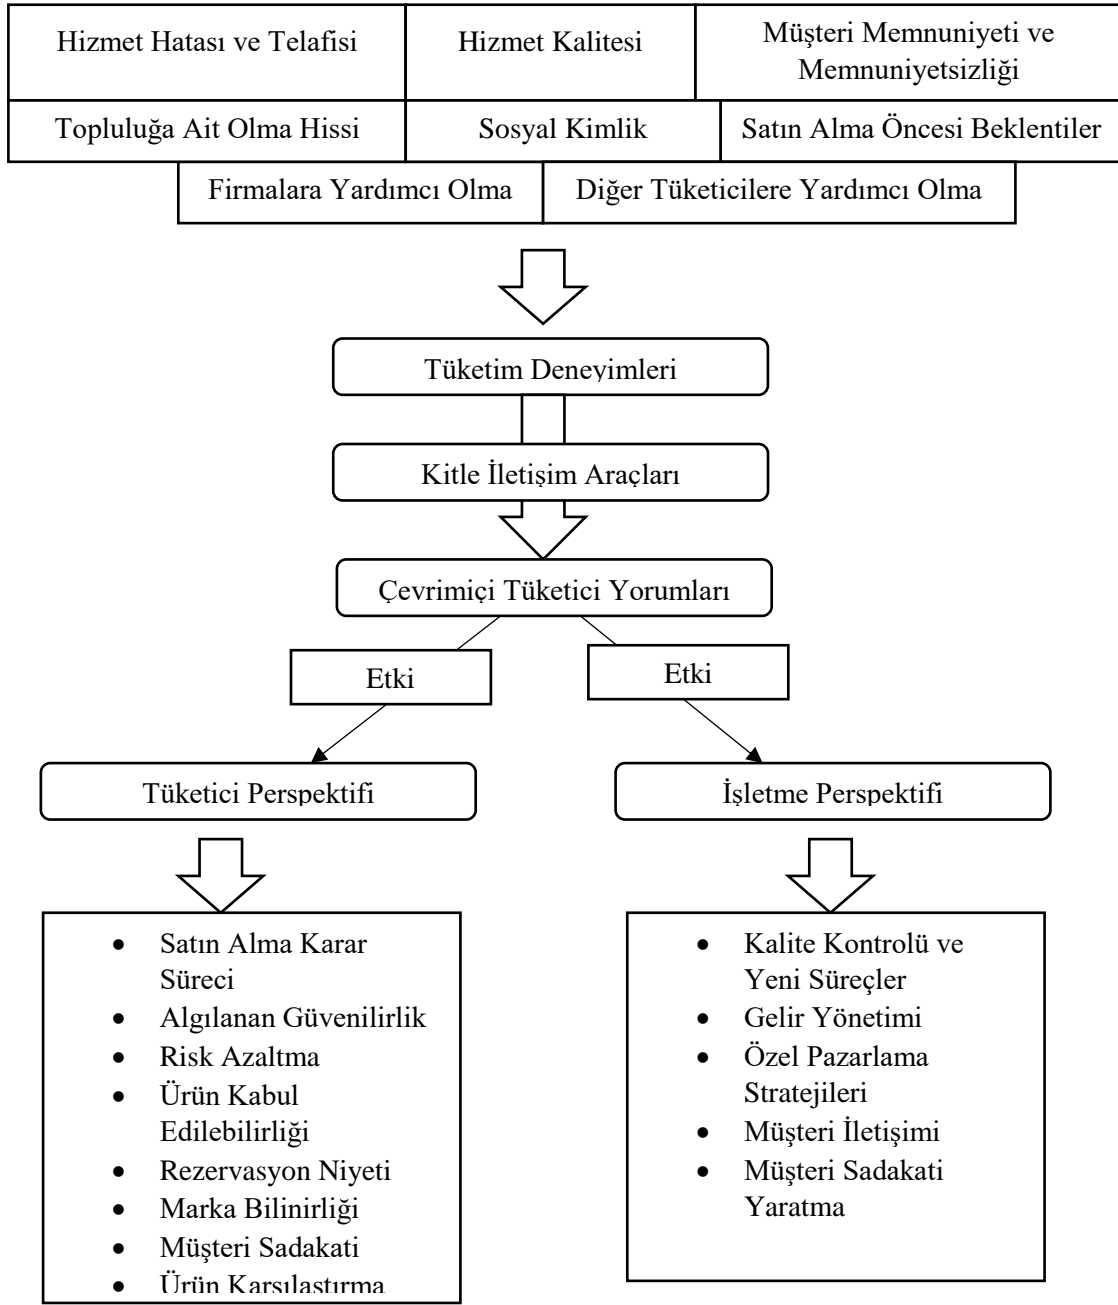 Hizmet Hatası ve Telafisi
Hizmet Kalitesi
Müşteri Memnuniyeti ve
Memnuniyetsizliği
Topluluğa Ait Olma Hissi
Sosyal Kimlik
Satın Alma Öncesi Beklentiler
Firmalara Yardımcı Olma
Diğer Tüketicilere Yardımcı Olma
Tüketim Deneyimleri
Kitle İletişim Araçları
Çevrimiçi Tüketici Yorumları
Etki
Etki
Tüketici Perspektifi
İşletme Perspektifi
• Satın Alma Karar
Süreci
• Algılanan Güvenilirlik
• Risk Azaltma
• Ürün Kabul
Edilebilirliği
• Rezervasyon Niyeti
• Marka Bilinirliği
• Müşteri Sadakati
• Ürün Karşılaştırma
• Kalite Kontrolü ve
Yeni Süreçler
• Gelir Yönetimi
• Özel Pazarlama
Stratejileri
• Müşteri İletişimi
• Müşteri Sadakati
Yaratma